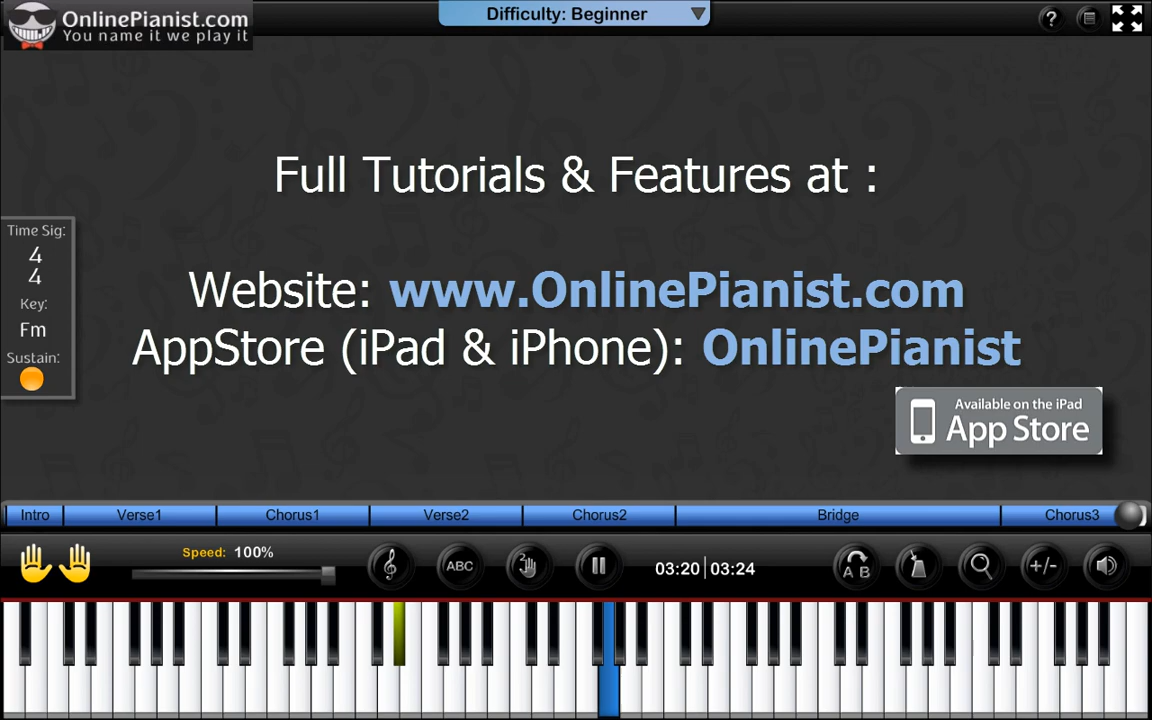 OnlinePianist.com
You name it we play it
Difficulty: Beginner
?
Full Tutorials & Features at :
Time Sig:
4
4
Key:
Fm
Sustain:
Website: www.OnlinePianist.com
AppStore (iPad & iPhone): OnlinePianist
Available on the iPad
App Store
Intro Verse1 Chorus1 Verse2 Chorus2 Bridge Chorus3
Speed: 100%
ABC
2
03:20 | 03:24
A B
+/-